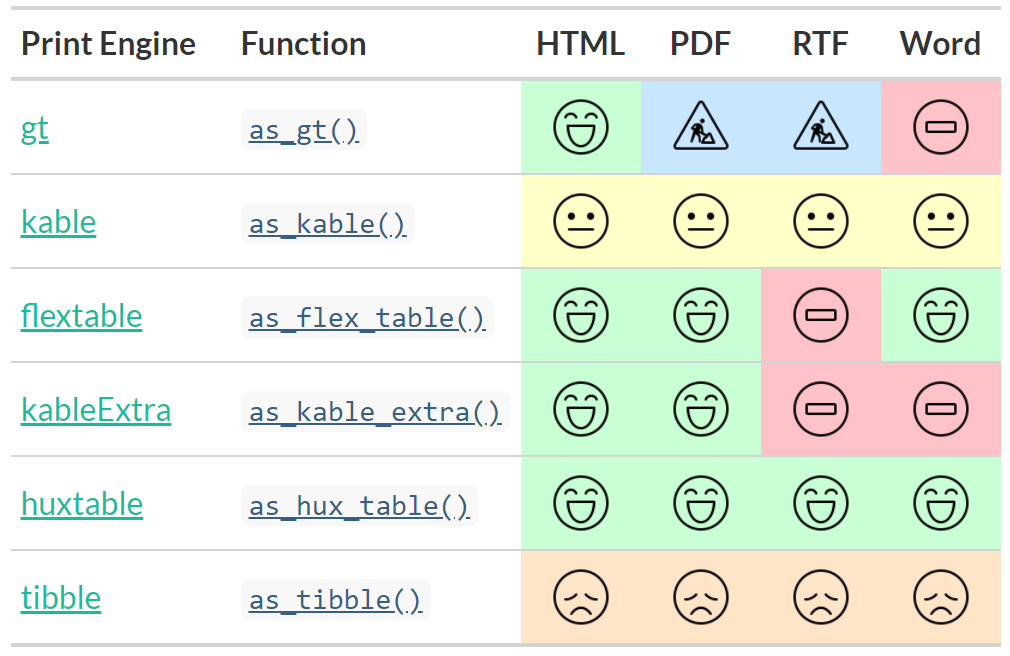 Print Engine Function HTML PDF RTF Word
gt as_gt()
kable as_kable()
flextable as_flex_table()
kableExtra as_kable_extra()
huxtable as_hux_table()
tibble as_tibble()